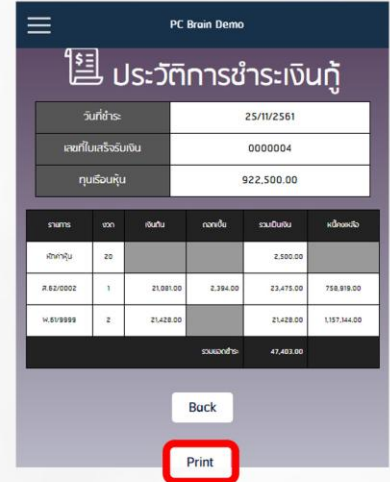 PC Brain Demo
ประวัติการชำระเงินกู้
วันที่ชำระ 25/11/2561
เลขที่ใบเสร็จรับเงิน 0000004
ทุนเรือนหุ้น 922,500.00
รายการ งวด เงินต้น ดอกเบี้ย รวมเป็นเงิน หนี้คงเหลือ
หักค่าหุ้น 20 2,500.00
ส.62/0002 1 21,081.00 2,394.00 23,475.00 758,919.00
พ.61/9999 2 21,428.00 21,428.00 1,157,144.00
รวมยอดชำระ 47,403.00
Back
Print